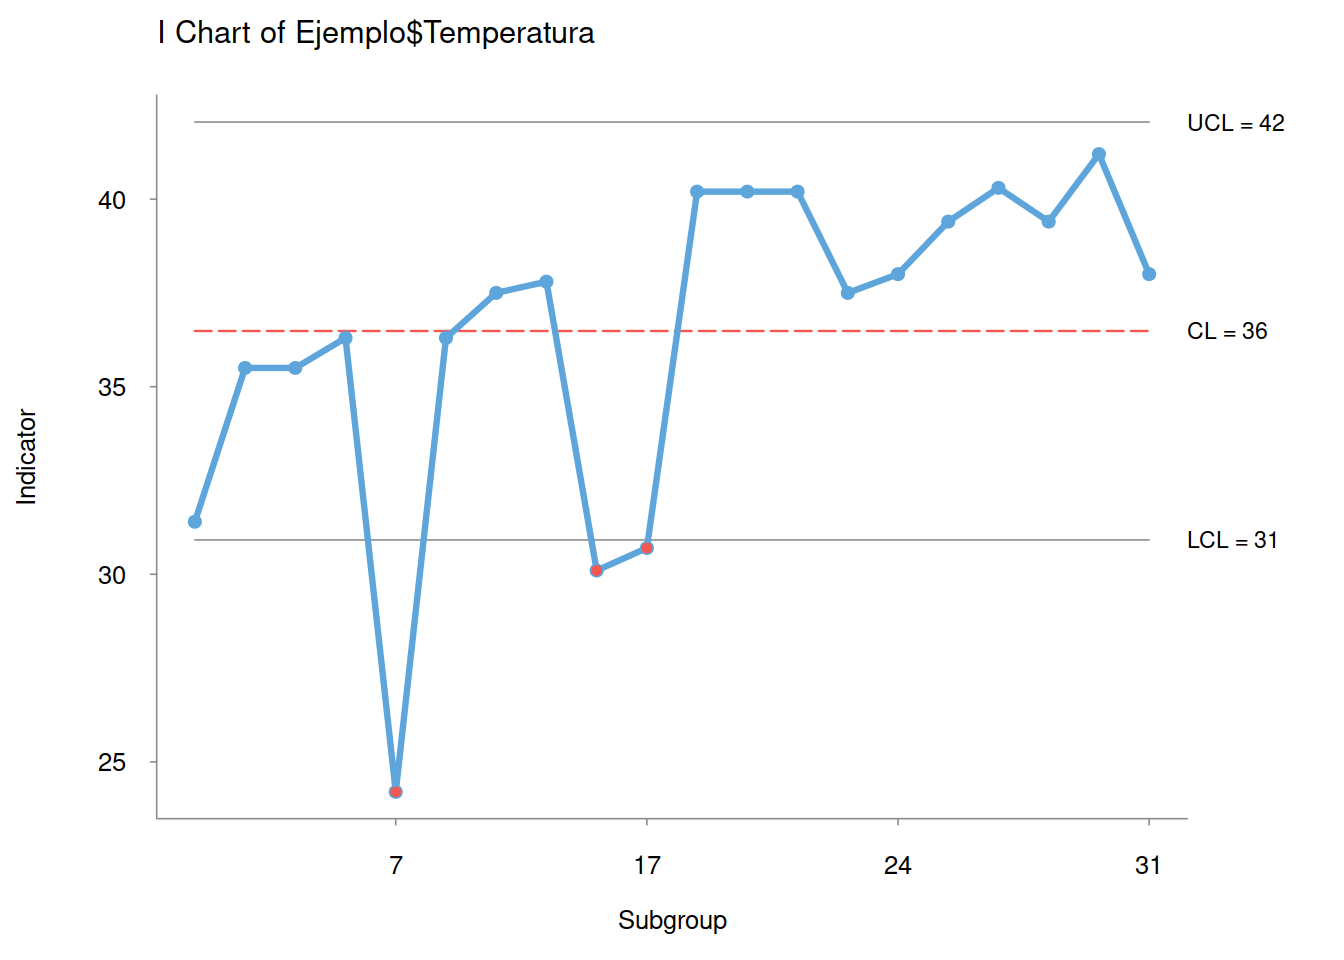 I Chart of Ejemplo$Temperatura
UCL = 42
40
CL = 36
35
Indicator
LCL = 31
30
25
7 17 24 31
Subgroup